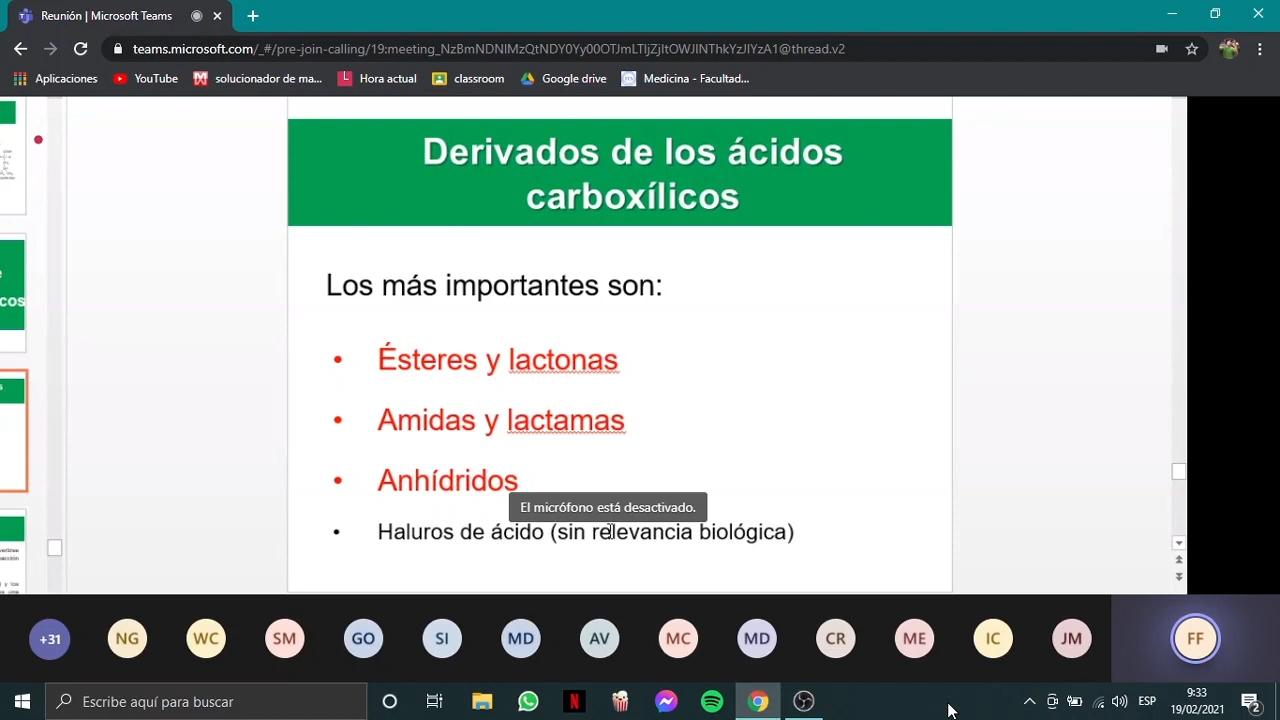 Reunión | Microsoft Teams
teams.microsoft.com/_#/pre-join-calling/19:meeting_NzBmNDNIMzQtNDY0Yy00OTJmLTljZjltOWJINThkYzJlYzA1@thread.v2
Aplicaciones YouTube solucionador de ma... Hora actual classroom Google drive Medicina - Facultad...
Derivados de los ácidos
carboxílicos
Los más importantes son:
• Ésteres y lactonas
• Amidas y lactamas
• Anhídridos
El micrófono está desactivado.
• Haluros de ácido (sin relevancia biológica)
+31 NG WC SM GO SI MD AV MC MD CR ME IC JM FF
Escribe aquí para buscar
ESP
9:33
19/02/2021
2